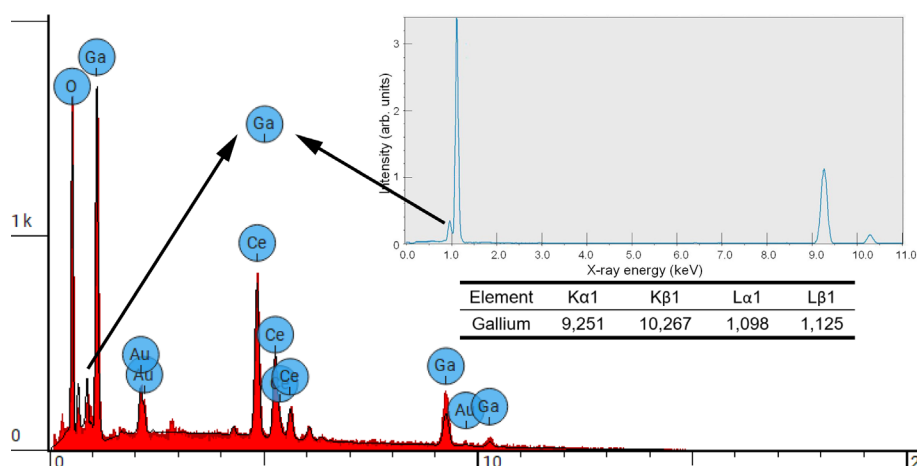 Ga
O
Ga
Au
Au
Ce
Ce
Ce
Ga
Au
Ga
1k
0
0
10
2
Intensity (arb. units)
3
2
1
0
0.0 1.0 2.0 3.0 4.0 5.0 6.0 7.0 8.0 9.0 10.0 11.0
X-ray energy (keV)
Element Kα1 Kβ1 Lα1 Lβ1
Gallium 9,251 10,267 1,098 1,125